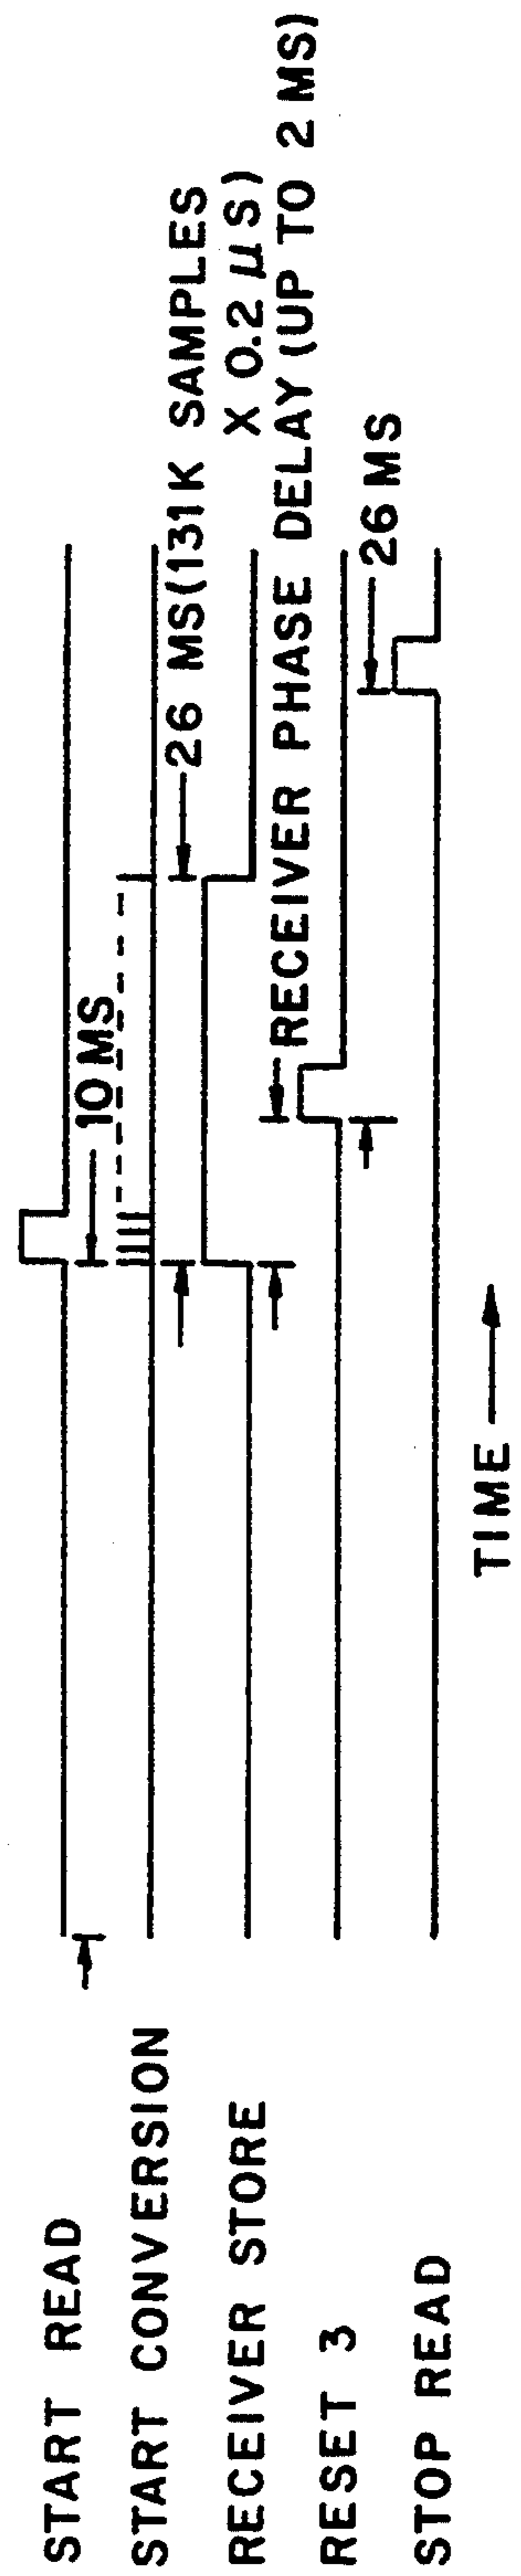 START READ
10 MS
START CONVERSION
26 MS(131K SAMPLES
X 0.2 μS)
RECEIVER STORE
RECEIVER PHASE DELAY (UP TO 2 MS)
RESET 3
26 MS
STOP READ
TIME